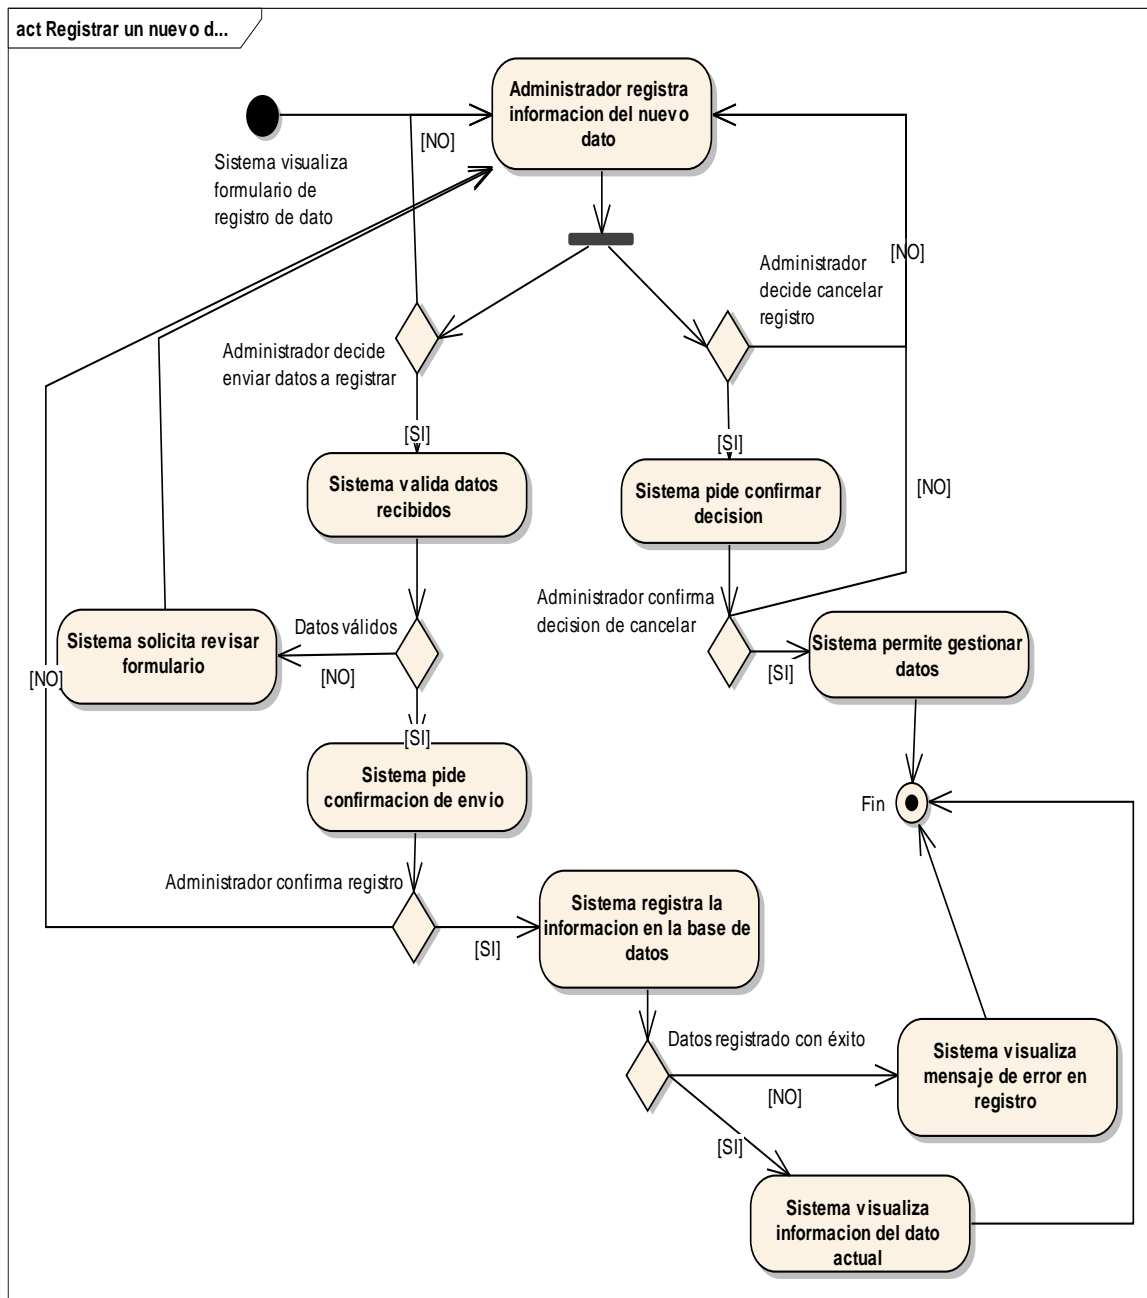 act Registrar un nuevo d...
Administrador registra
informacion del nuevo
dato
[NO]
Sistema visualiza
formulario de
registro de dato
Administrador
decide cancelar
registro
[NO]
Administrador decide
enviar datos a registrar
[SI]
[SI]
Sistema valida datos
recibidos
Sistema pide confirmar
decision
[NO]
Administrador confirma
decision de cancelar
Sistema solicita revisar
formulario
Datos válidos
Sistema permite gestionar
datos
[NO]
[NO]
[SI]
[SI]
Sistema pide
confirmacion de envio
Fin
Administrador confirma registro
Sistema registra la
informacion en la base de
datos
[SI]
Datos registrado con éxito
Sistema visualiza
mensaje de error en
registro
[NO]
[SI]
Sistema visualiza
informacion del dato
actual